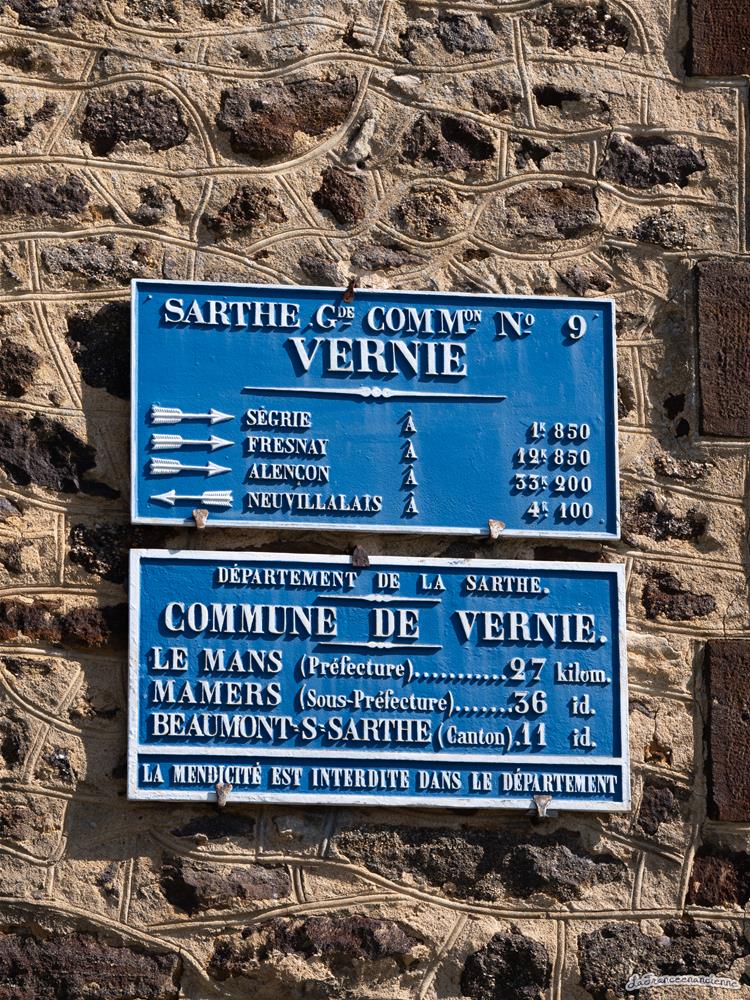 SARTHE Gᴰᴱ COMMᴼᴺ Nº 9
VERNIE
SÈGRIE À 1ᴷ 850
FRESNAY À 12ᴷ 850
ALENÇON À 33ᴷ 200
NEUVILLALAIS À 4ᴷ 100
DÉPARTEMENT DE LA SARTHE.
COMMUNE DE VERNIE.
LE MANS (Préfecture)...........27 kilom.
MAMERS (Sous-Préfecture).......36 id.
BEAUMONT-S-SARTHE (Canton).11 id.
LA MENDICITÉ EST INTERDITE DANS LE DÉPARTEMENT
LaFranceenancienne